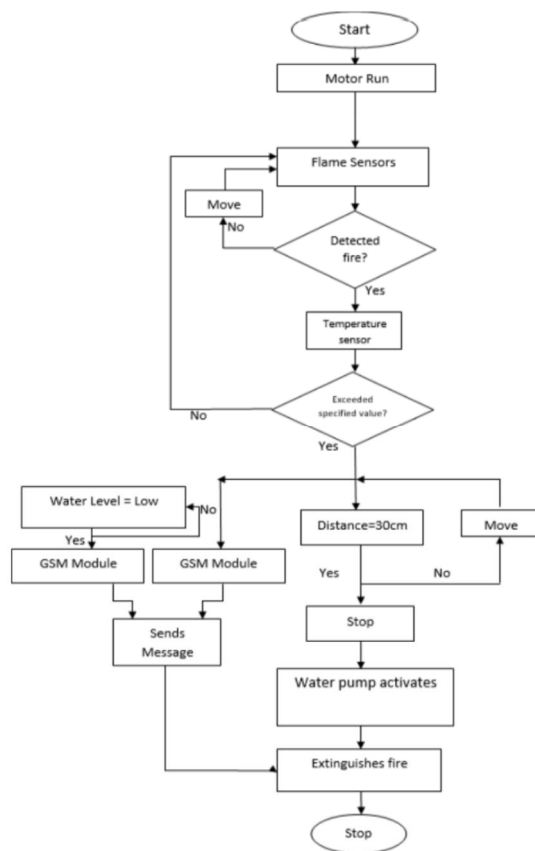 Start
Motor Run
Flame Sensors
Move
No
Detected
fire?
Yes
Temperature
sensor
Exceeded
specified value?
No
Yes
Water Level = Low
No
Yes
GSM Module
GSM Module
Distance=30cm
Move
Yes
No
Sends
Message
Stop
Water pump activates
Extinguishes fire
Stop